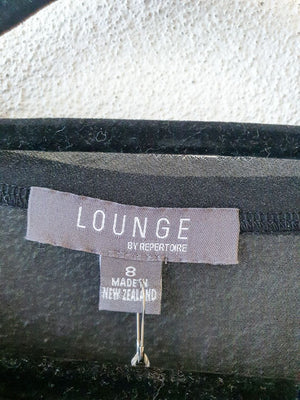 LOUNGE
BY REPERTOIRE
8
MADE IN
NEW ZEALAND